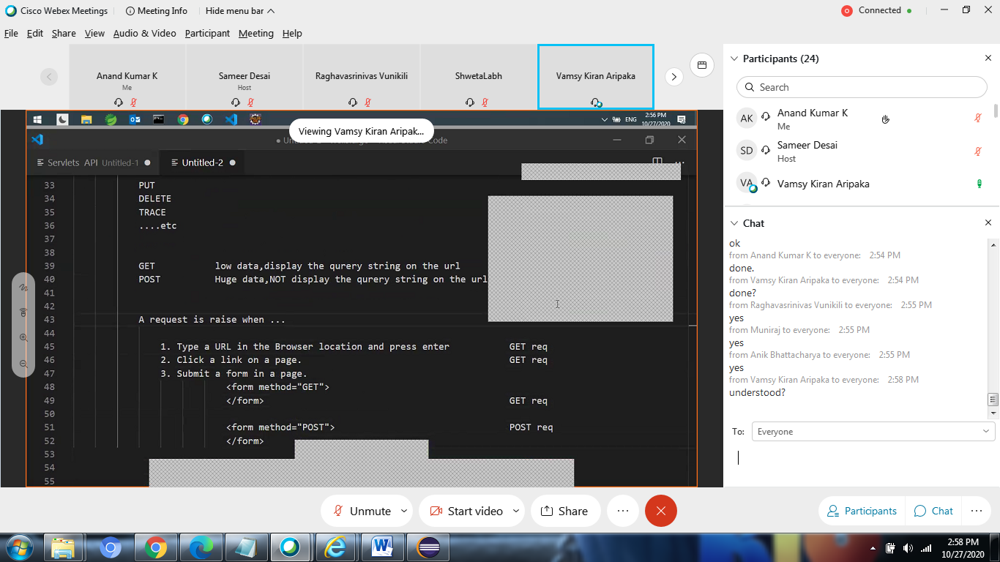 Cisco Webex Meetings
Meeting Info
Hide menu bar
Connected
File Edit Share View Audio & Video Participant Meeting Help
Anand Kumar K
Me
Sameer Desai
Host
Raghavasrinivas Vunikili
ShwetaLabh
Vamsy Kiran Aripaka
2:56 PM
ENG
10/27/2020
Viewing Vamsy Kiran Aripak...
Code
Servlets API Untitled-1
Untitled-2
33 PUT
34 DELETE
35 TRACE
36 ....etc
37
38
39 GET low data,display the qurery string on the url
40 POST Huge data,NOT display the qurery string on the url
41
42
43 A request is raise when ...
44
45 1. Type a URL in the Browser location and press enter GET req
46 2. Click a link on a page. GET req
47 3. Submit a form in a page.
48 <form method="GET">
49 </form> GET req
50
51 <form method="POST"> POST req
52 </form>
53
54
55
Participants (24)
Search
AK Anand Kumar K
Me
SD Sameer Desai
Host
VA Vamsy Kiran Aripaka
Chat
ok
from Anand Kumar K to everyone: 2:54 PM
done.
from Vamsy Kiran Aripaka to everyone: 2:54 PM
done?
from Raghavasrinivas Vunikili to everyone: 2:55 PM
yes
from Muniraj to everyone: 2:55 PM
yes
from Anik Bhattacharya to everyone: 2:55 PM
yes
from Vamsy Kiran Aripaka to everyone: 2:58 PM
understood?
To: Everyone
Unmute
Start video
Share
Participants
Chat
2:58 PM
10/27/2020